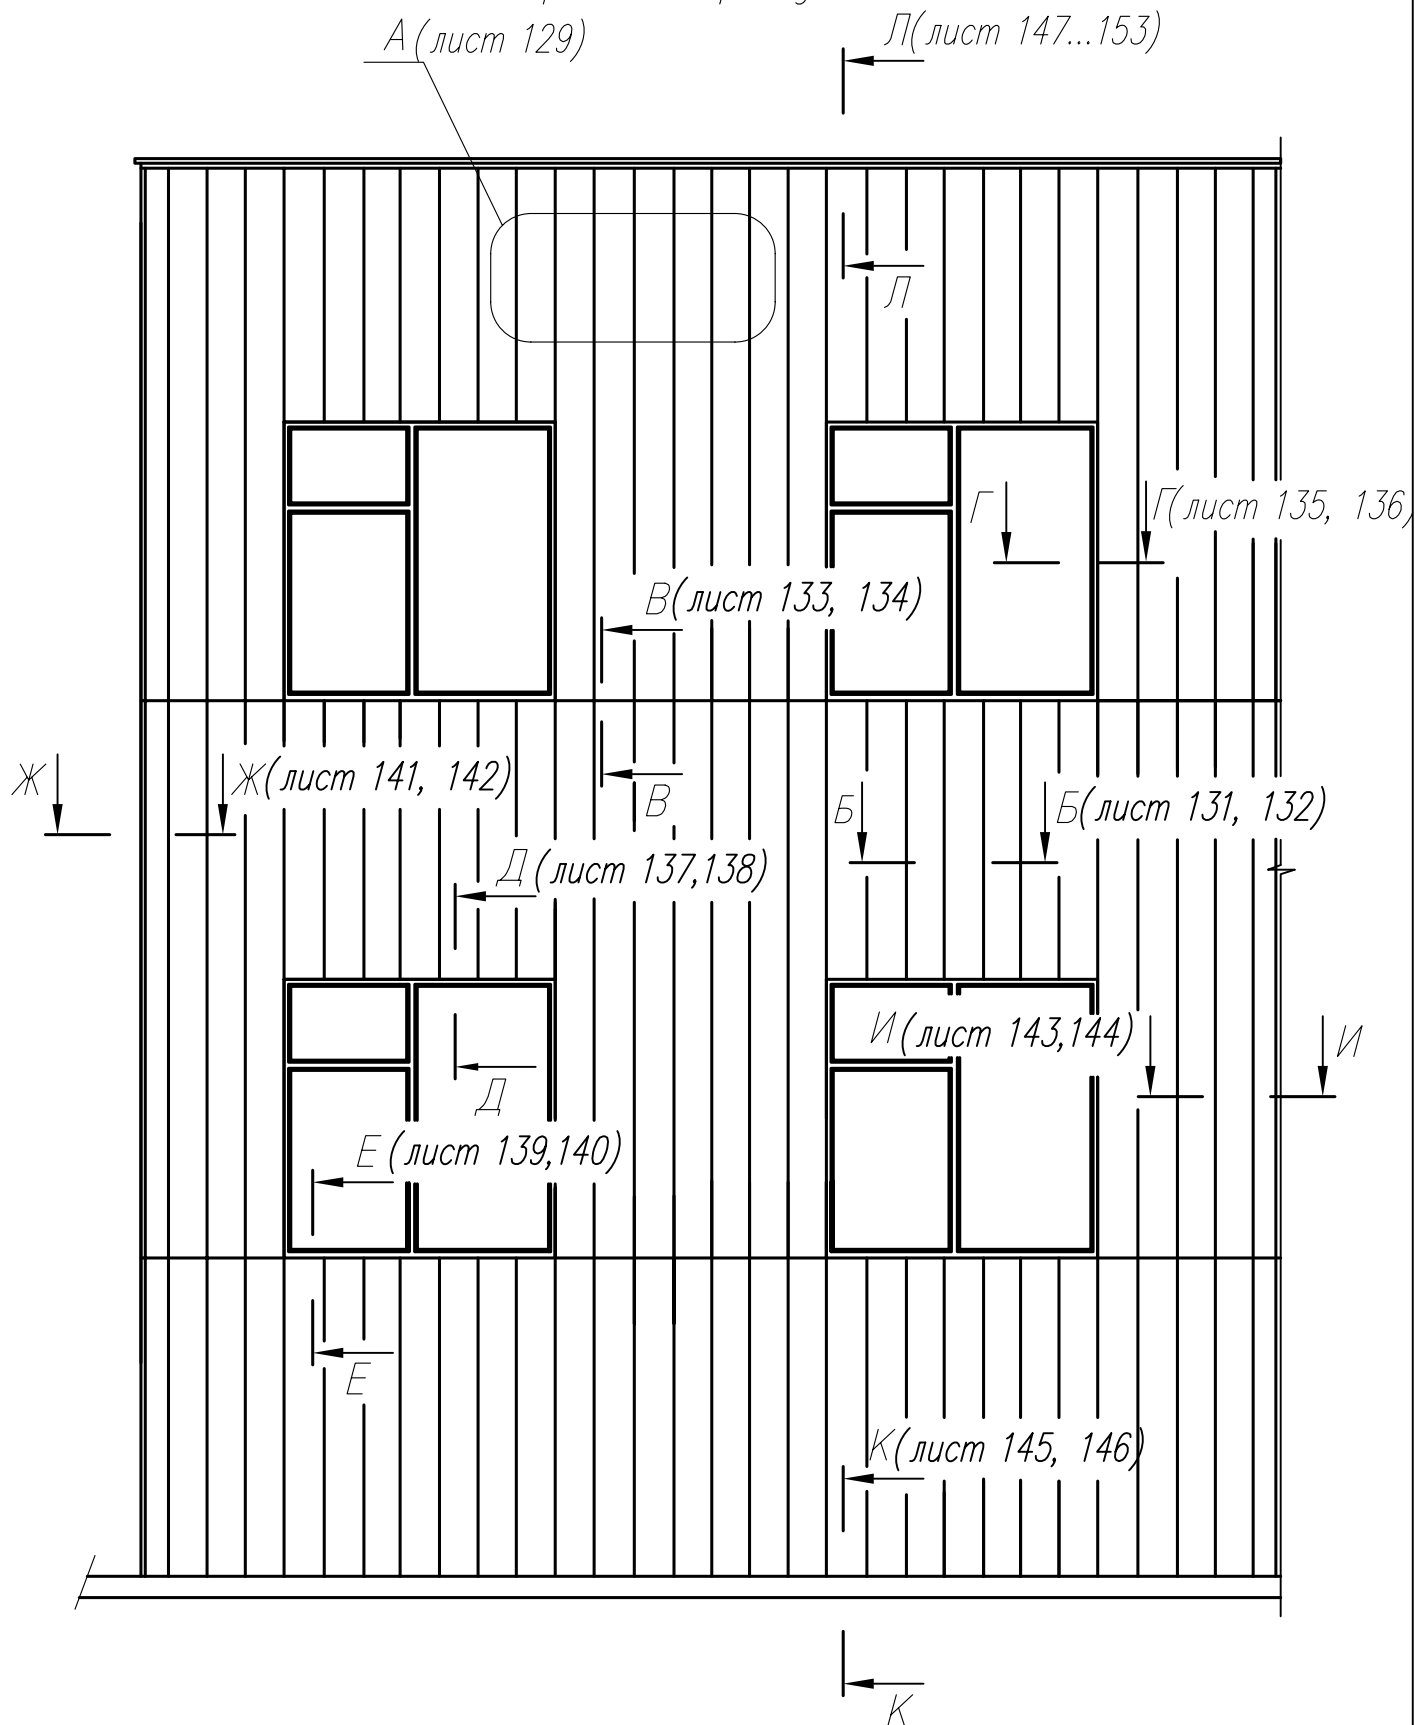 А (лист 129)
Л(лист 147...153)
Л
Г
Г(лист 135, 136)
В(лист 133, 134)
Ж
Ж(лист 141, 142)
В
Б
Б(лист 131, 132)
Д (лист 137,138)
И(лист 143,144)
И
Д
Е (лист 139,140)
Е
К(лист 145, 146)
К